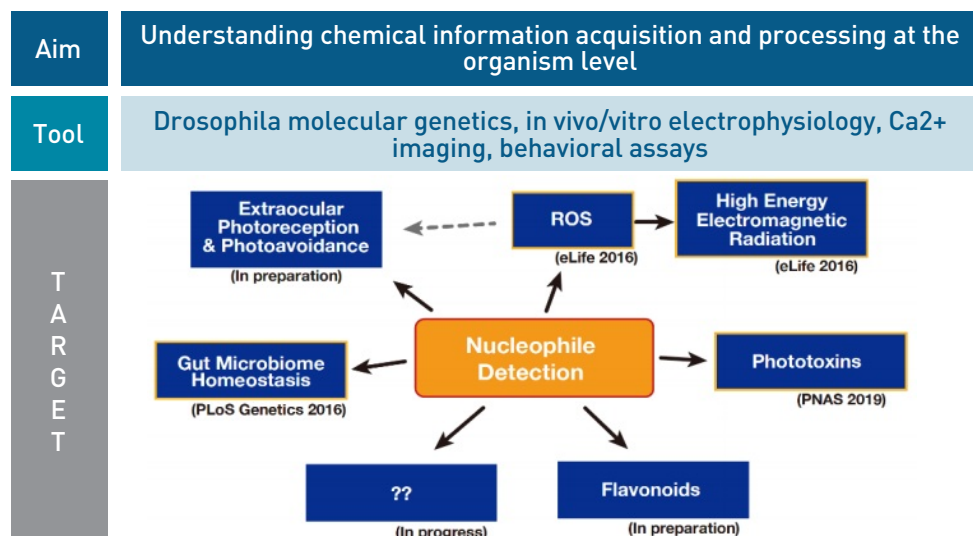 Aim
Understanding chemical information acquisition and processing at the
organism level
Tool
Drosophila molecular genetics, in vivo/vitro electrophysiology, Ca2+
imaging, behavioral assays
T
A
R
G
E
T
Extraocular
Photoreception
& Photoavoidance
(In preparation)
ROS
(eLife 2016)
High Energy
Electromagnetic
Radiation
(eLife 2016)
Gut Microbiome
Homeostasis
(PLoS Genetics 2016)
Nucleophile
Detection
Phototoxins
(PNAS 2019)
??
(In progress)
Flavonoids
(In preparation)